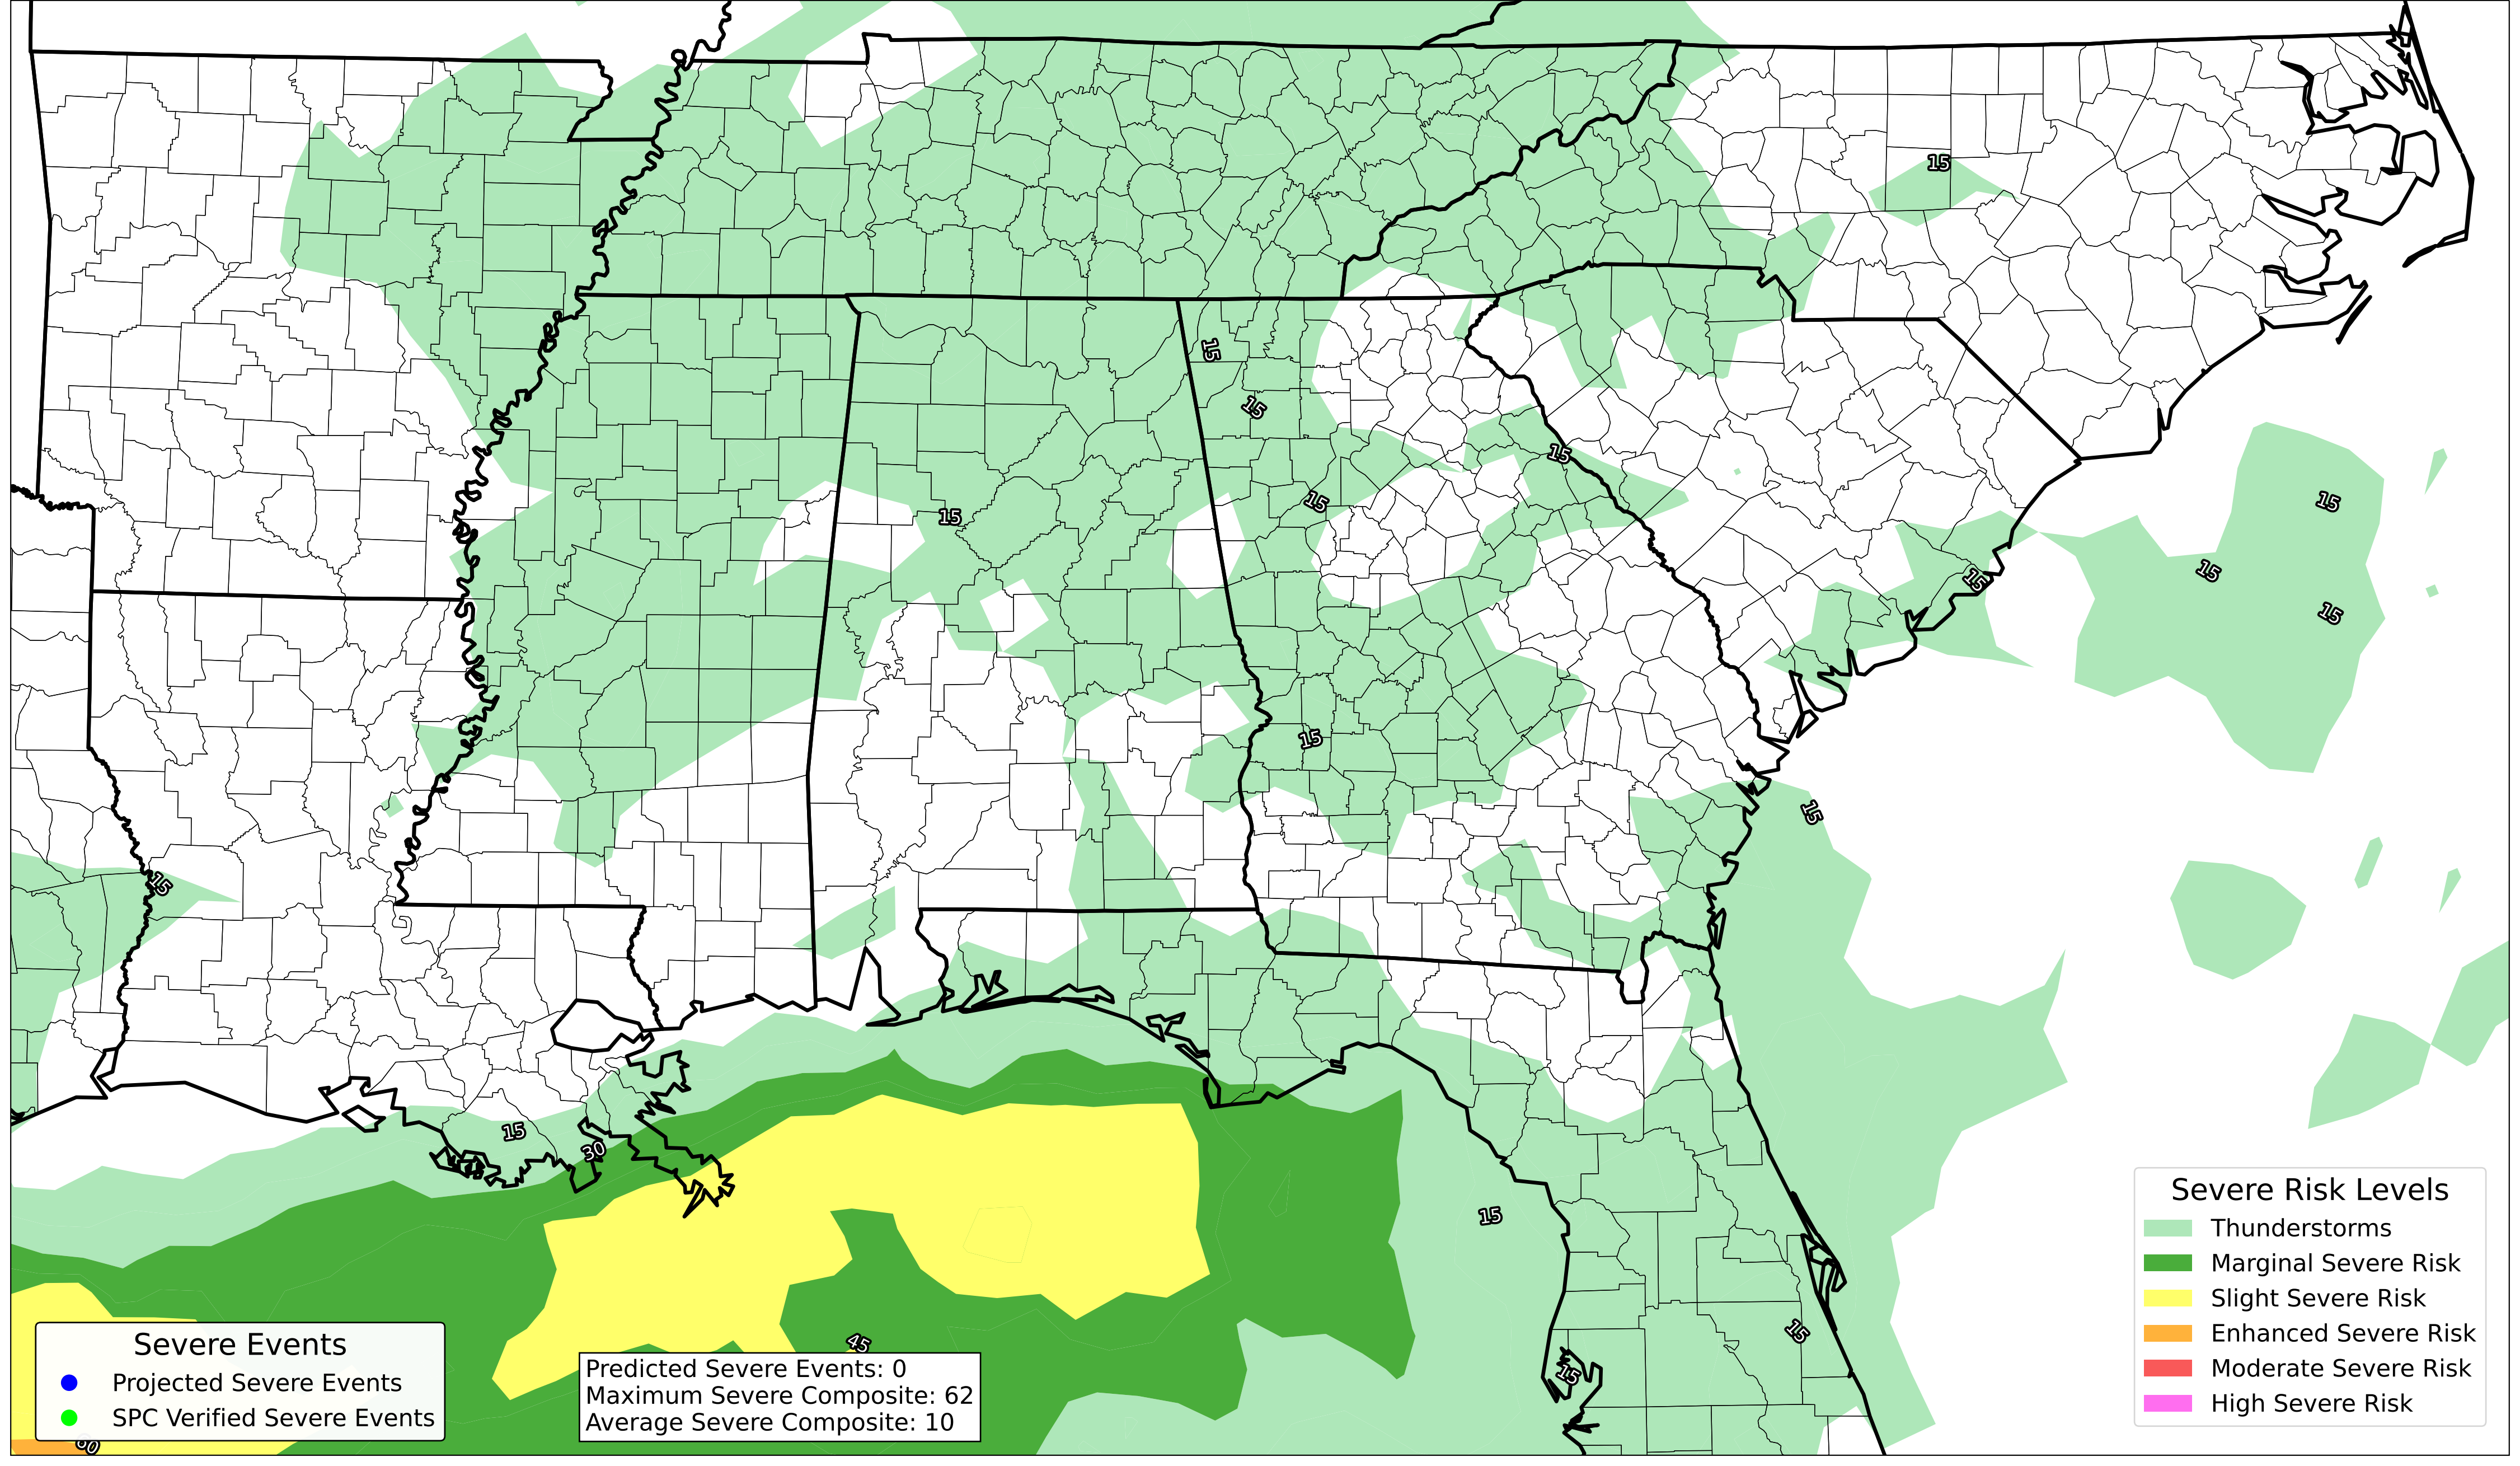 15
15
15
15
15
15
15
15
15
15
15
15
15
15
30
15
45
15
15
60
Severe Events
Projected Severe Events
SPC Verified Severe Events
Predicted Severe Events: 0
Maximum Severe Composite: 62
Average Severe Composite: 10
Severe Risk Levels
Thunderstorms
Marginal Severe Risk
Slight Severe Risk
Enhanced Severe Risk
Moderate Severe Risk
High Severe Risk